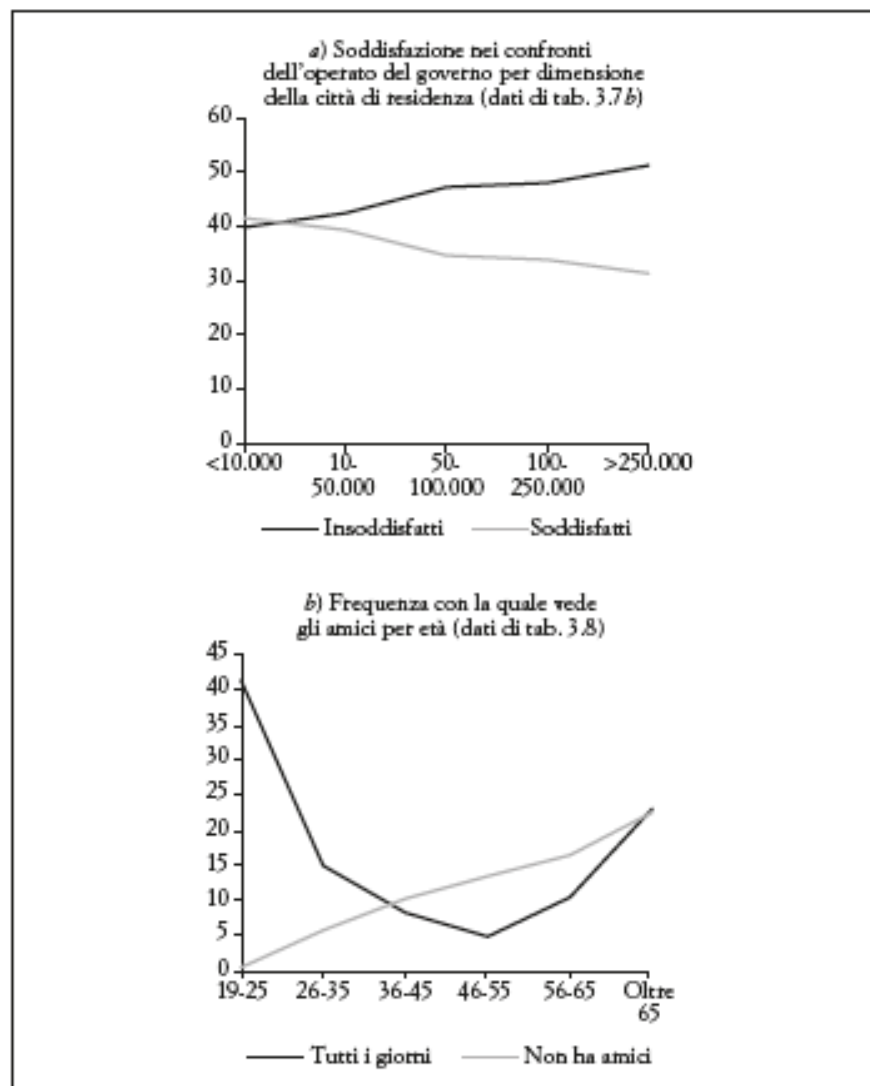 a) Soddisfazione nei confronti
dell'operato del governo per dimensione
della città di residenza (dati di tab. 3.7b)
60
50
40
30
20
10
0
<10.000 10-50.000 50-100.000 100-250.000 >250.000
Insoddisfatti Soddisfatti
b) Frequenza con la quale vede
gli amici per età (dati di tab. 3.8)
45
40
35
30
25
20
15
10
5
0
19-25 26-35 36-45 46-55 56-65 Oltre 65
Tutti i giorni Non ha amici